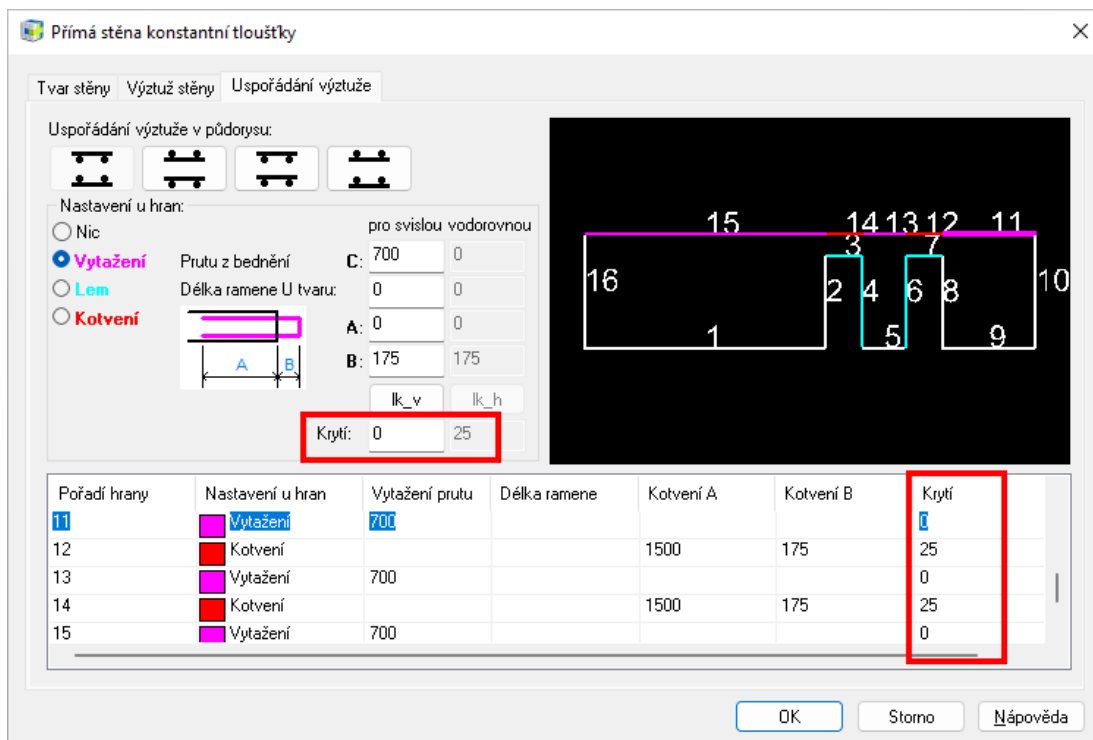 Přímá stěna konstantní tloušťky
Tvar stěny Výztuž stěny Uspořádání výztuže
Uspořádání výztuže v půdorysu:
Nastavení u hran:
pro svislou vodorovnou
Nic
Vytažení Prutu z bednění C: 700 0
Lem Délka ramene U tvaru: 0 0
Kotvení
A: 0 0
B: 175 175
A B
lk_v lk_h
Krytí: 0 25
15 14 13 12 11
3 7
16 2 4 6 8 10
1 5 9
Pořadí hrany Nastavení u hran Vytažení prutu Délka ramene Kotvení A Kotvení B Krytí
11 Vytažení 700 0
12 Kotvení 1500 175 25
13 Vytažení 700 0
14 Kotvení 1500 175 25
15 Vytažení 700 0
OK Storno Nápověda